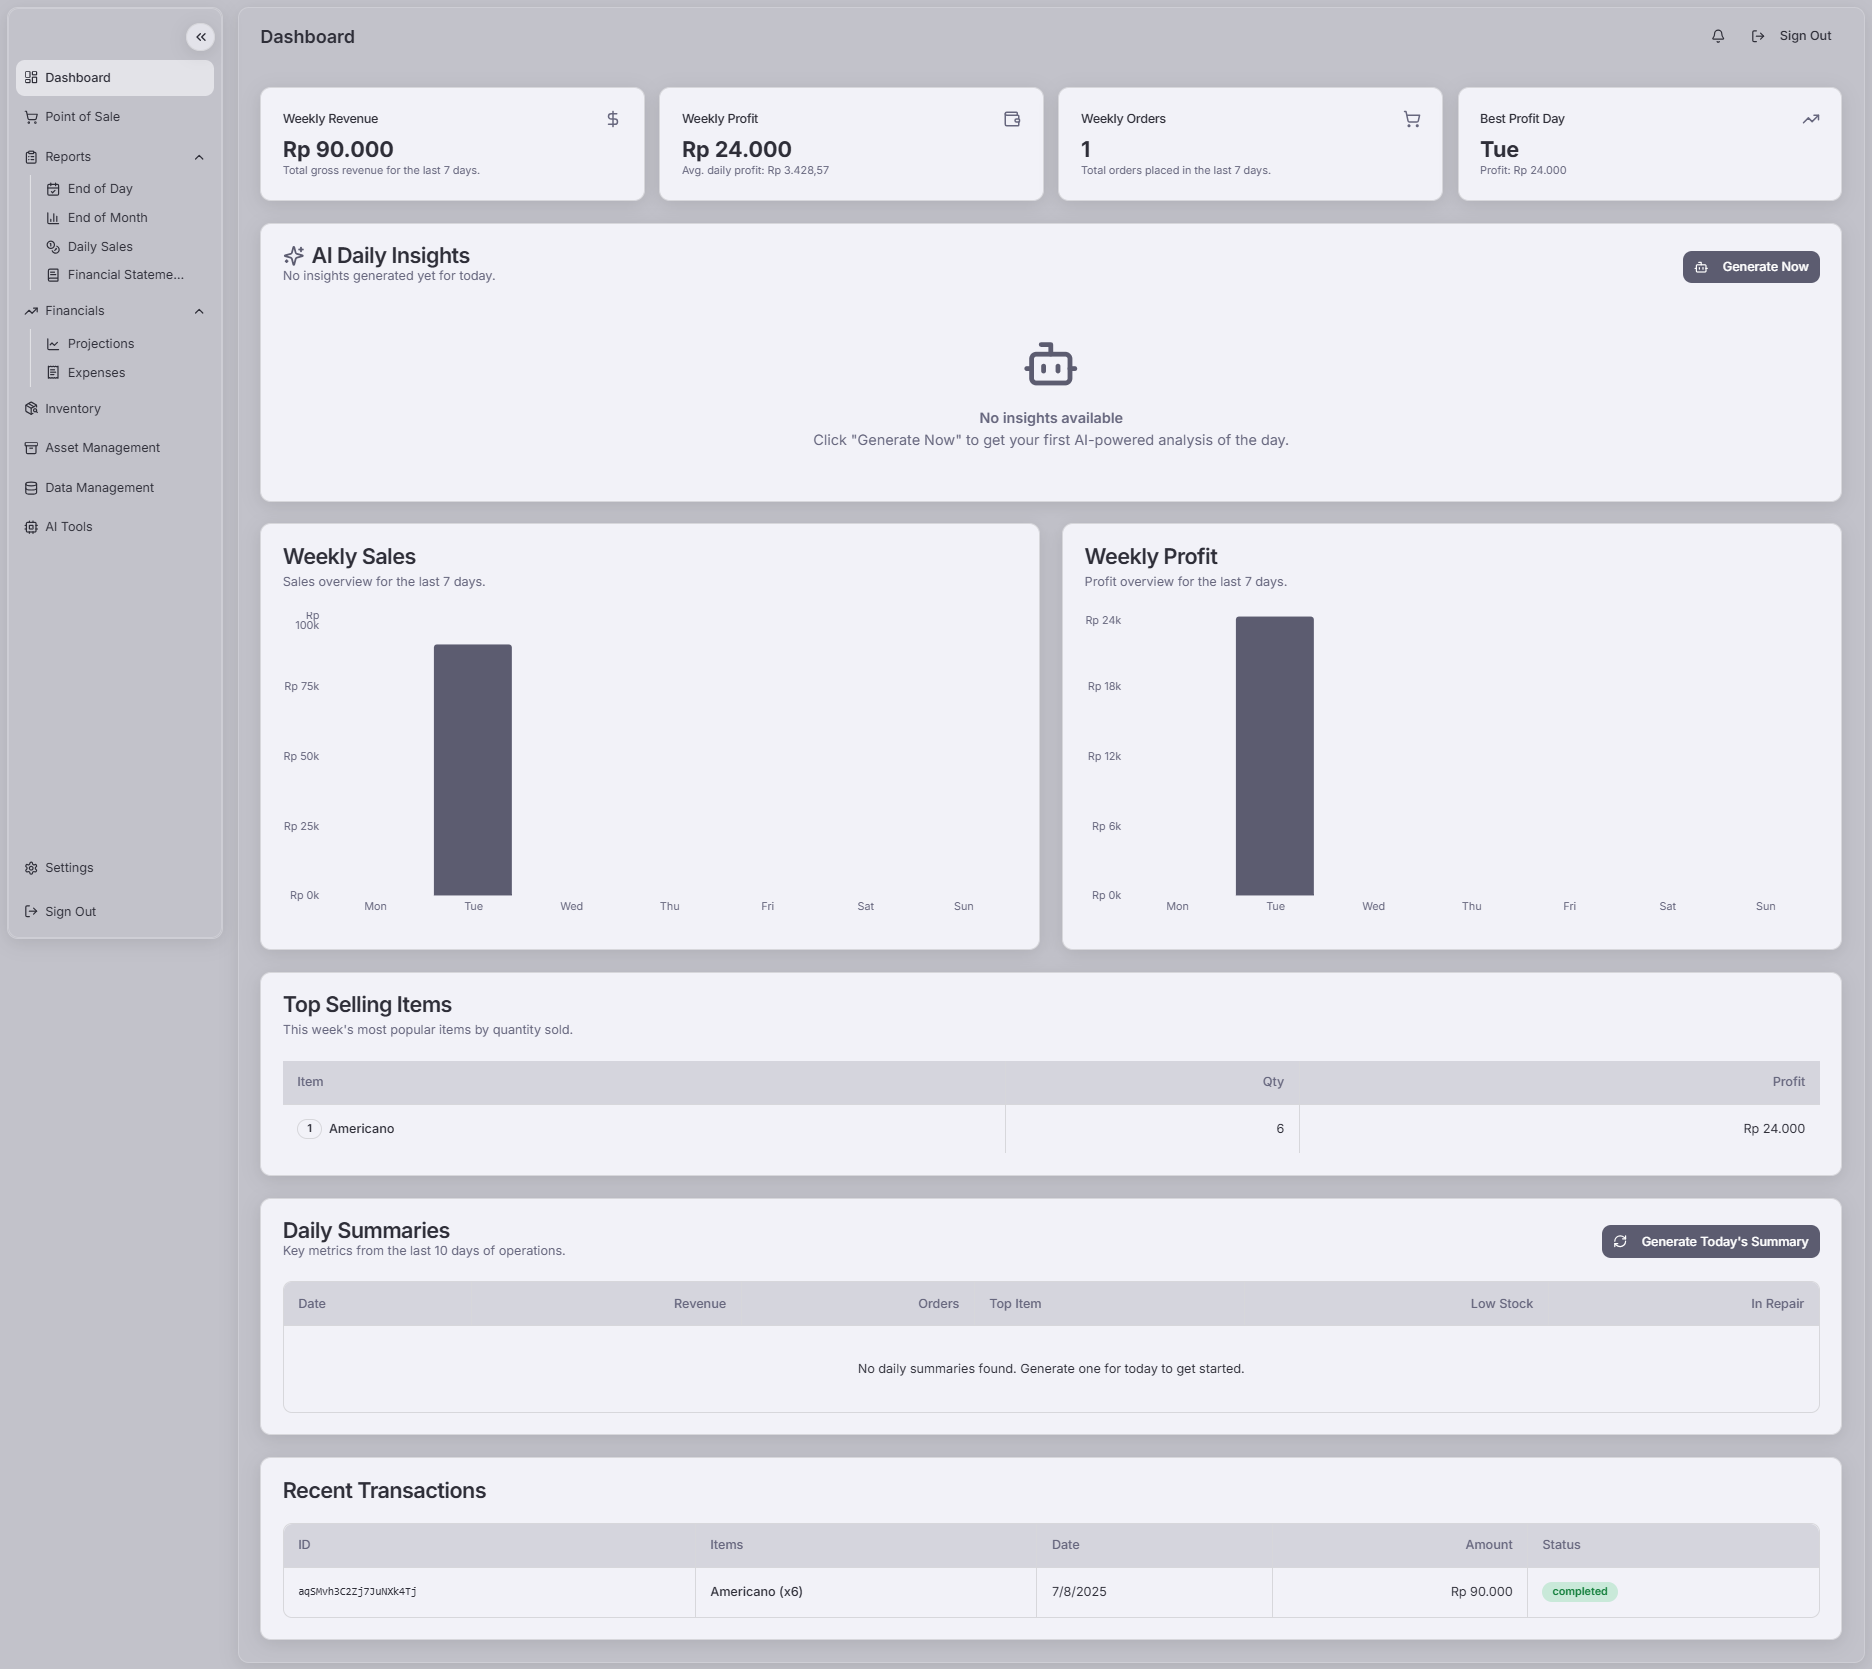 Dashboard
Point of Sale
Reports
End of Day
End of Month
Daily Sales
Financial Stateme...
Financials
Projections
Expenses
Inventory
Asset Management
Data Management
AI Tools
Settings
Sign Out
Dashboard
Sign Out
Weekly Revenue
Rp 90.000
Total gross revenue for the last 7 days.
Weekly Profit
Rp 24.000
Avg. daily profit: Rp 3.428,57
Weekly Orders
1
Total orders placed in the last 7 days.
Best Profit Day
Tue
Profit: Rp 24.000
AI Daily Insights
No insights generated yet for today.
Generate Now
No insights available
Click "Generate Now" to get your first AI-powered analysis of the day.
Weekly Sales
Sales overview for the last 7 days.
Rp
100k
Rp 75k
Rp 50k
Rp 25k
Rp 0k
Mon Tue Wed Thu Fri Sat Sun
Weekly Profit
Profit overview for the last 7 days.
Rp 24k
Rp 18k
Rp 12k
Rp 6k
Rp 0k
Mon Tue Wed Thu Fri Sat Sun
Top Selling Items
This week's most popular items by quantity sold.
Item Qty Profit
1 Americano 6 Rp 24.000
Daily Summaries
Key metrics from the last 10 days of operations.
Generate Today's Summary
Date Revenue Orders Top Item Low Stock In Repair
No daily summaries found. Generate one for today to get started.
Recent Transactions
ID Items Date Amount Status
aqSMvh3C2Zj7JuNXk4Tj Americano (x6) 7/8/2025 Rp 90.000 completed